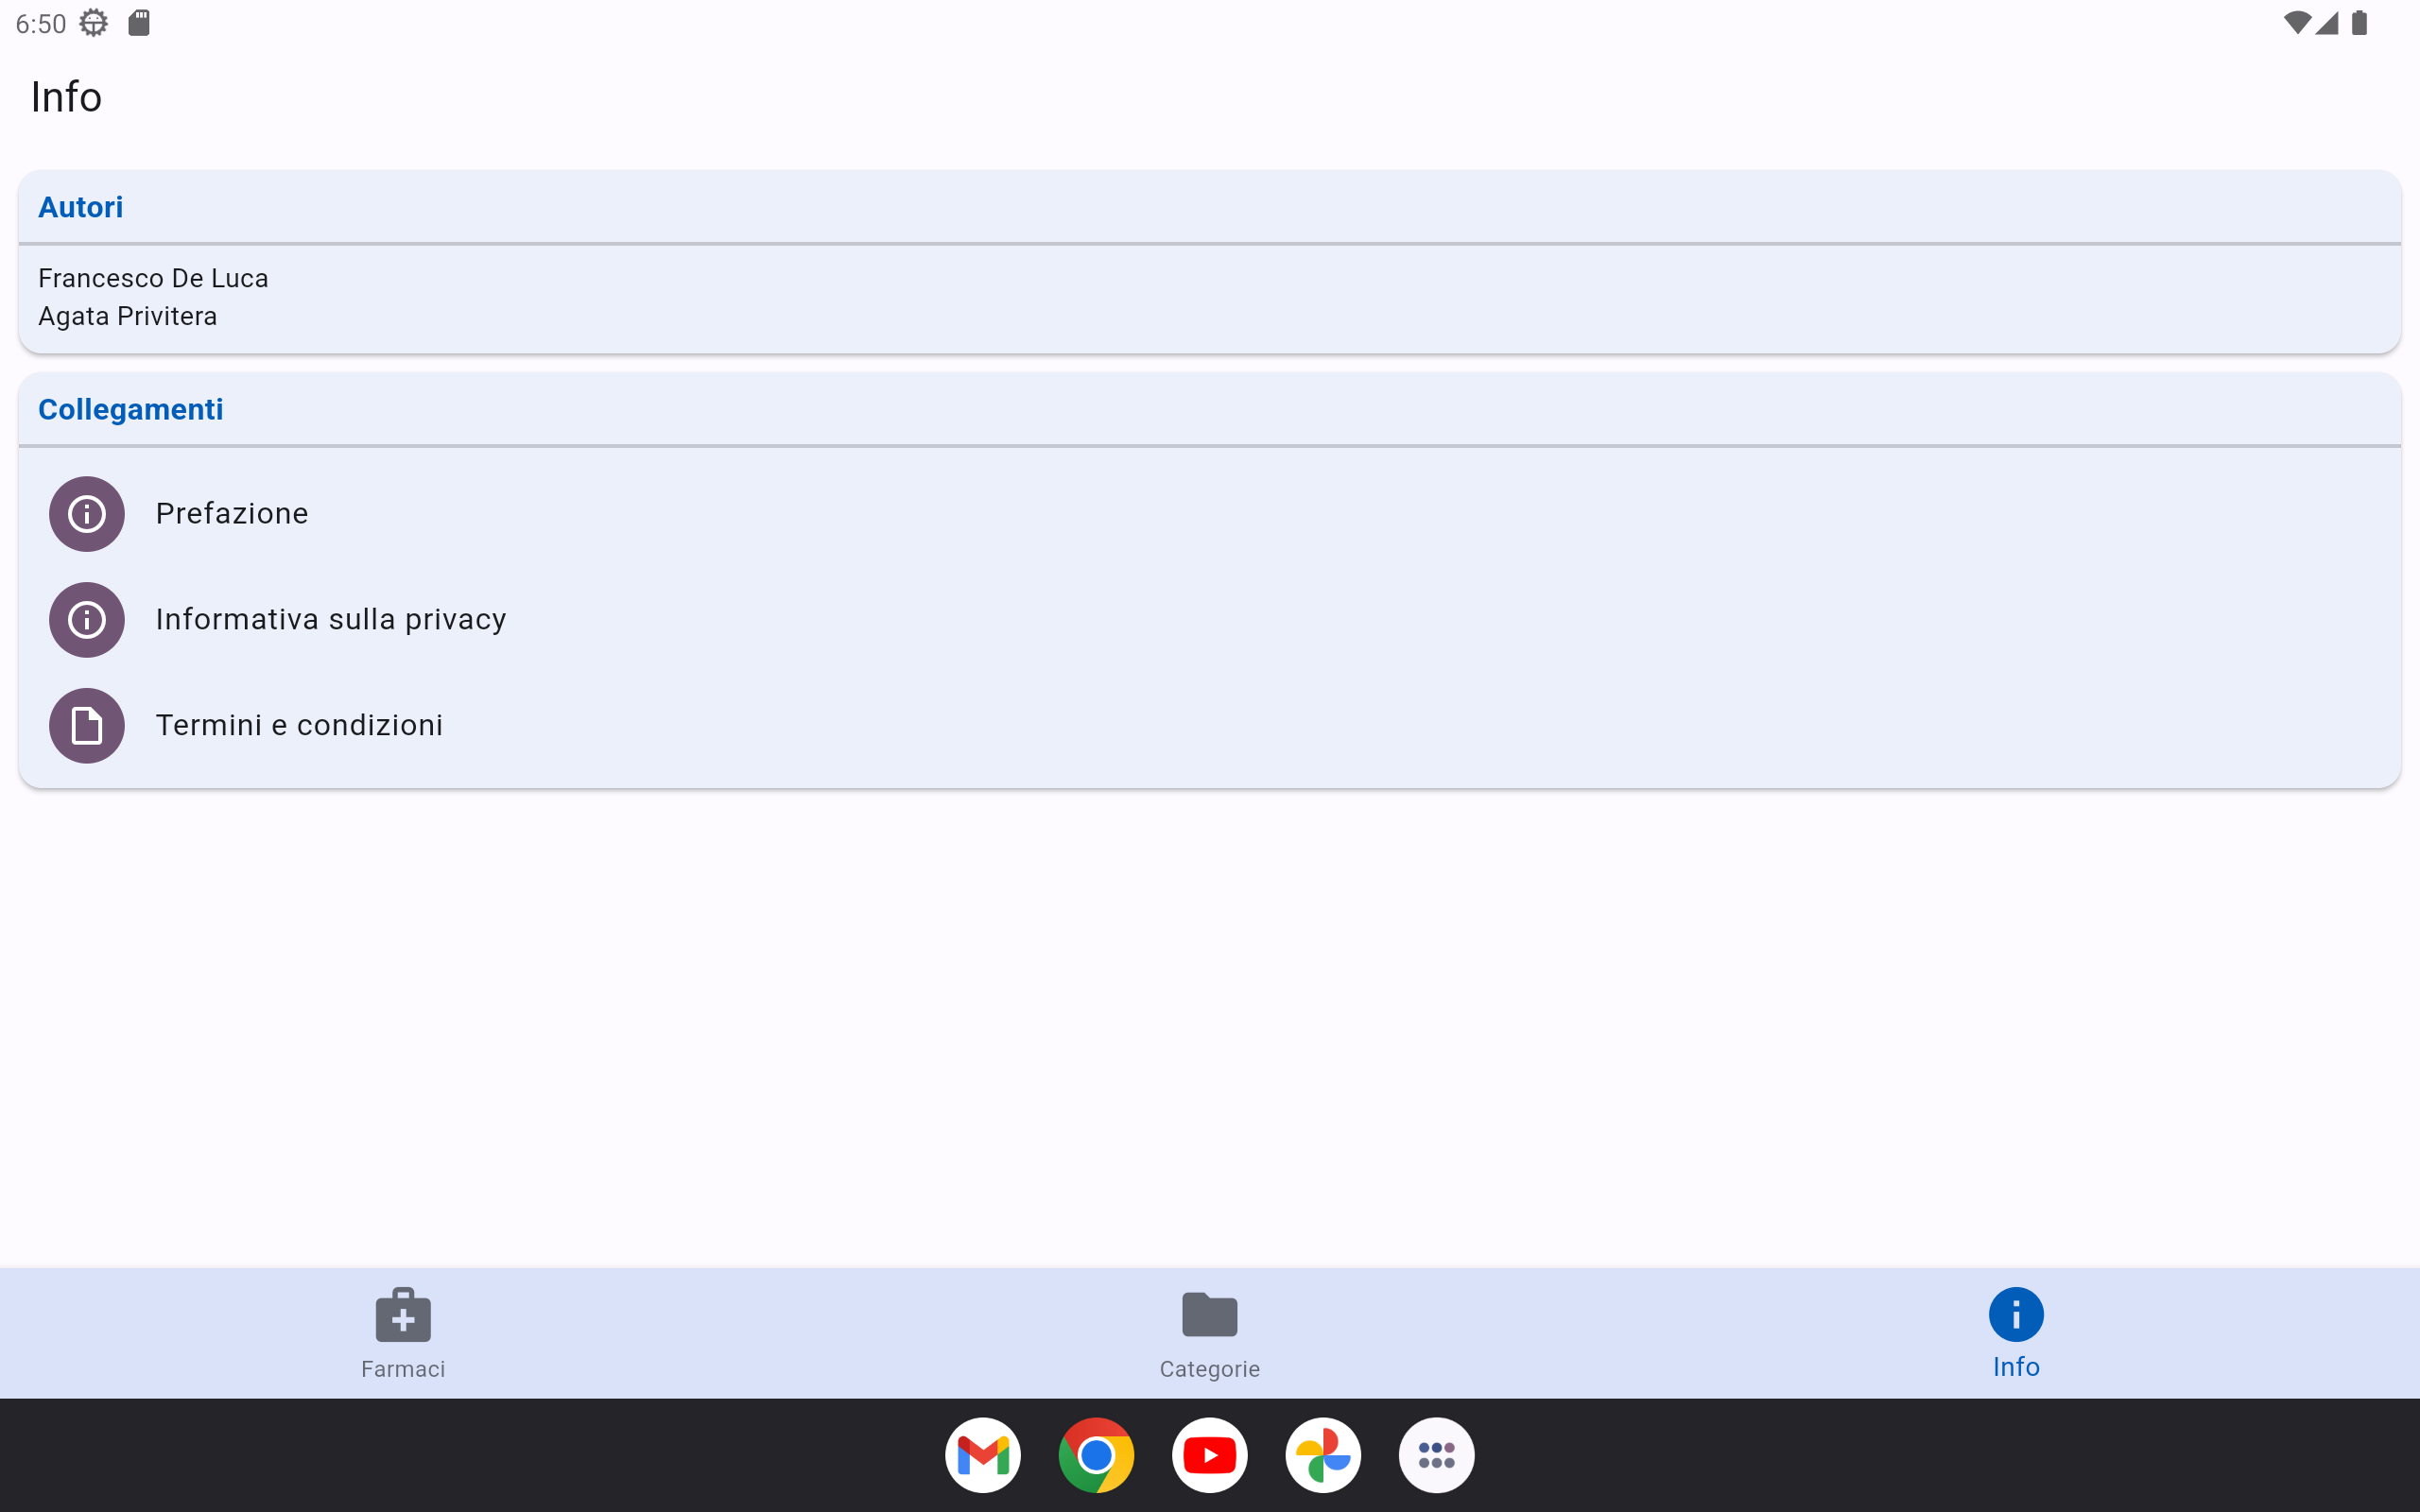 6:50
Info
Autori
Francesco De Luca
Agata Privitera
Collegamenti
Prefazione
Informativa sulla privacy
Termini e condizioni
Farmaci
Categorie
Info